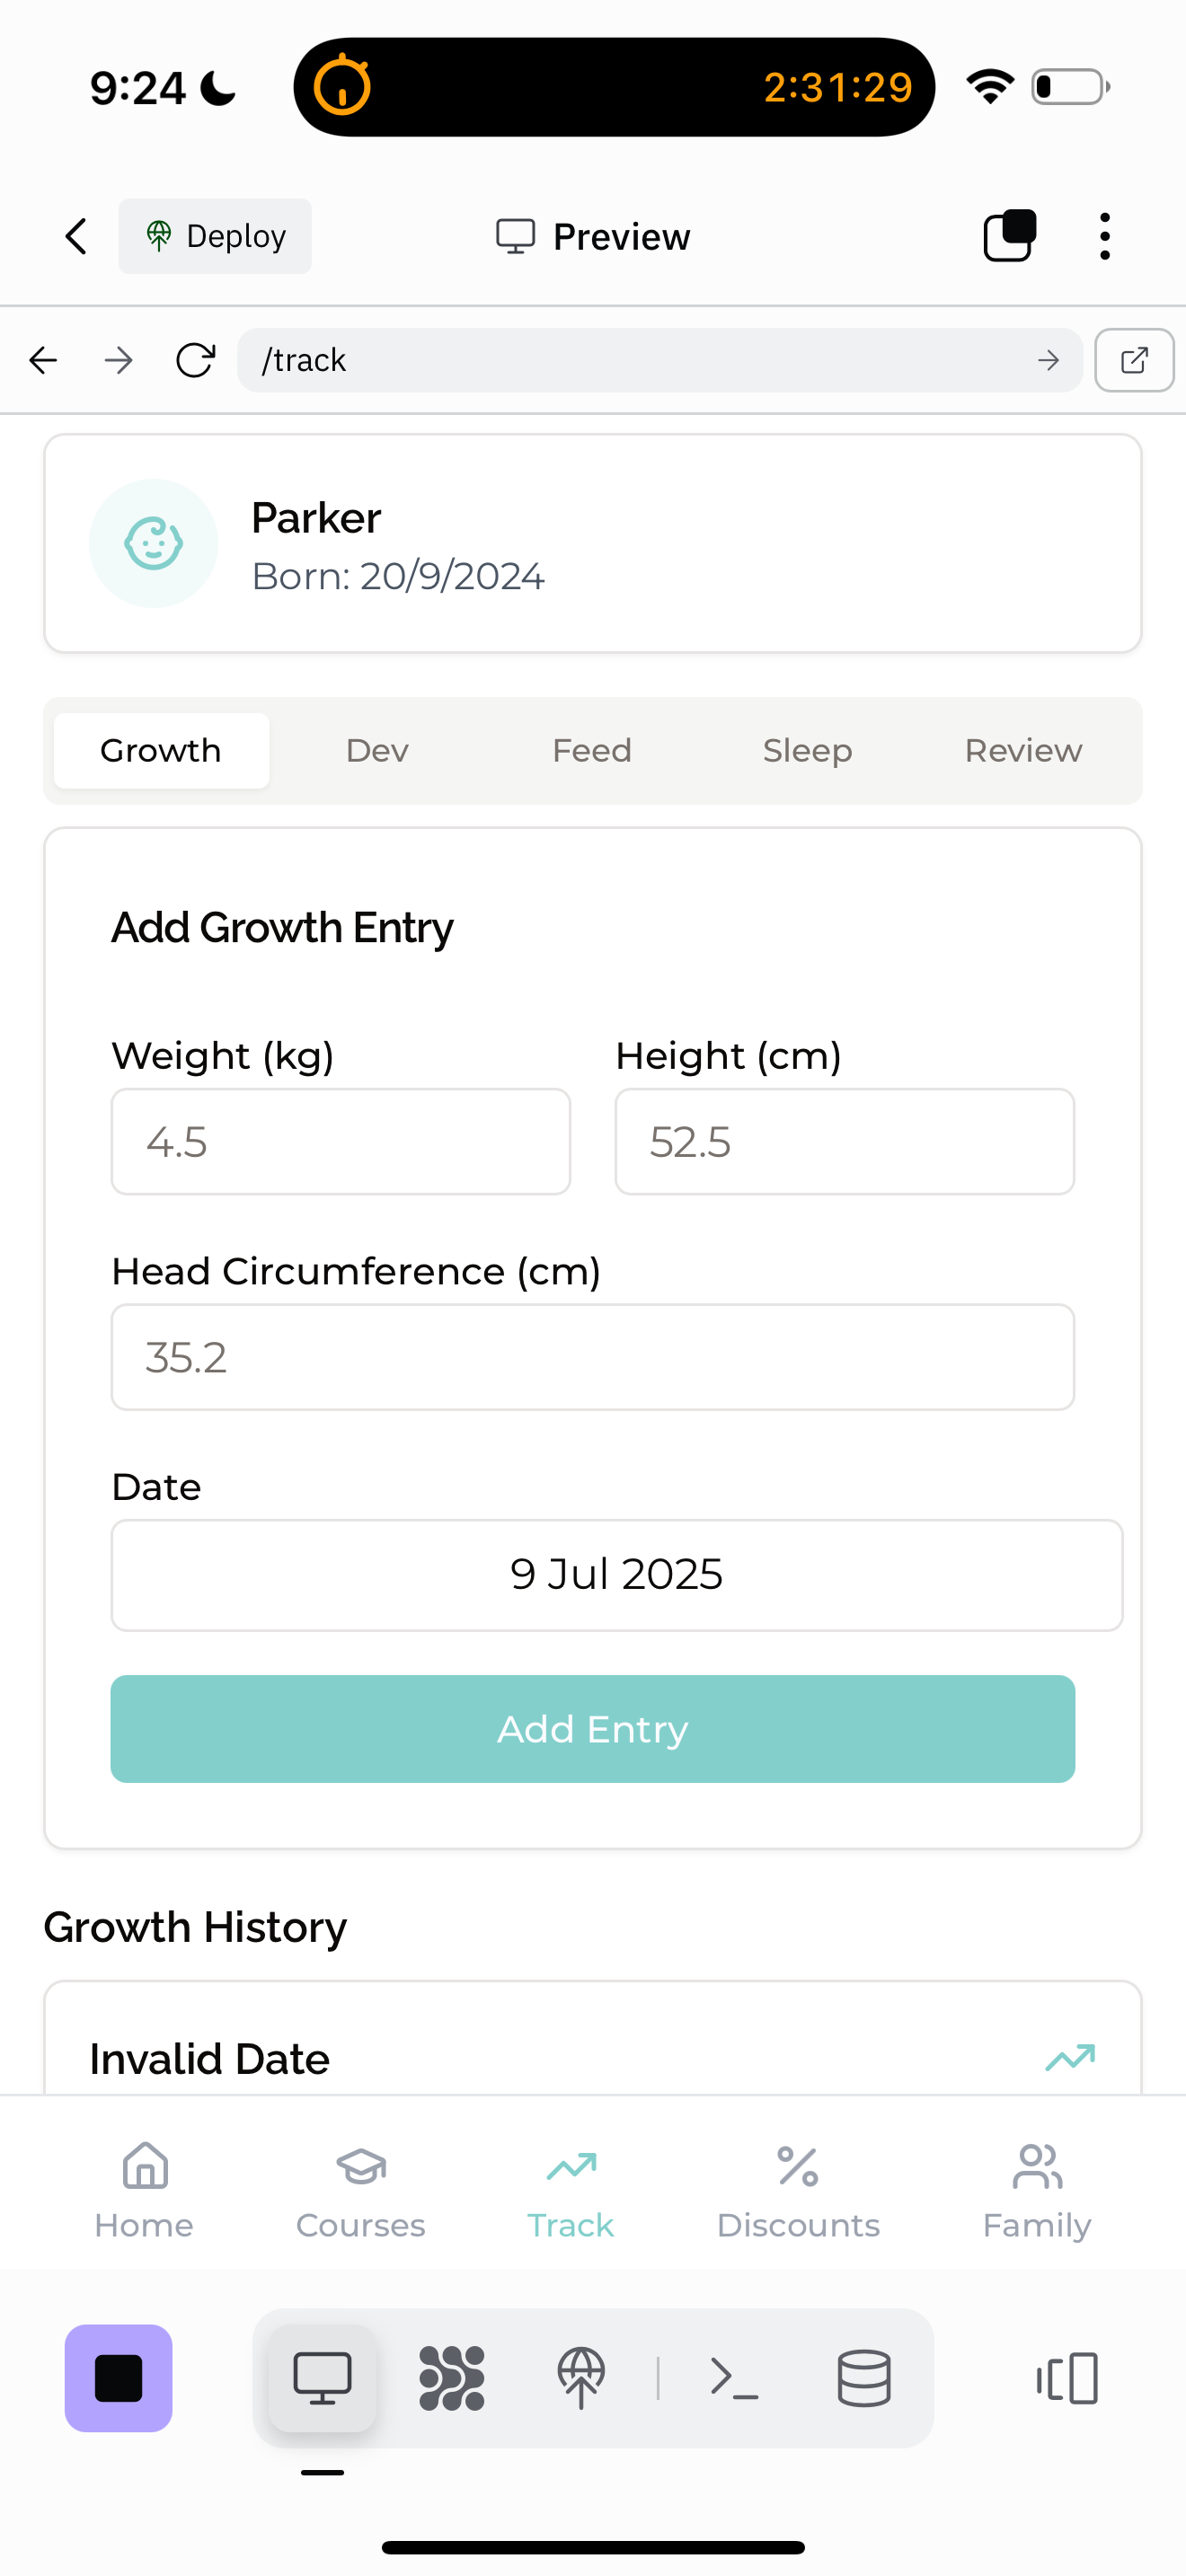 9:24
2:31:29
Deploy
Preview
/track
Parker
Born: 20/9/2024
Growth Dev Feed Sleep Review
Add Growth Entry
Weight (kg) Height (cm)
4.5 52.5
Head Circumference (cm)
35.2
Date
9 Jul 2025
Add Entry
Growth History
Invalid Date
Home Courses Track Discounts Family